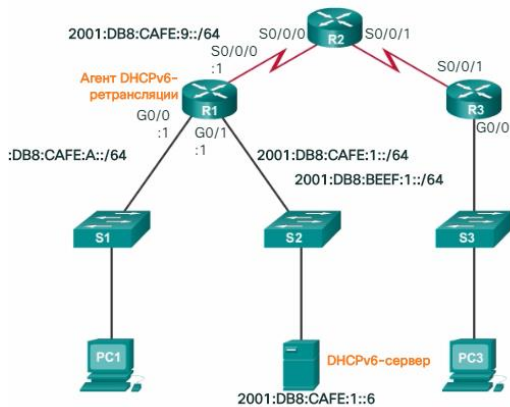 2001:DB8:CAFE:9::/64
S0/0/0
S0/0/1
R2
S0/0/0
:1
S0/0/1
Агент DHCPv6-
ретрансляции
R1
R3
G0/0
:1
G0/1
:1
G0/0
:DB8:CAFE:A::/64
2001:DB8:CAFE:1::/64
2001:DB8:BEEF:1::/64
S1
S2
S3
PC1
DHCPv6-сервер
PC3
2001:DB8:CAFE:1::6